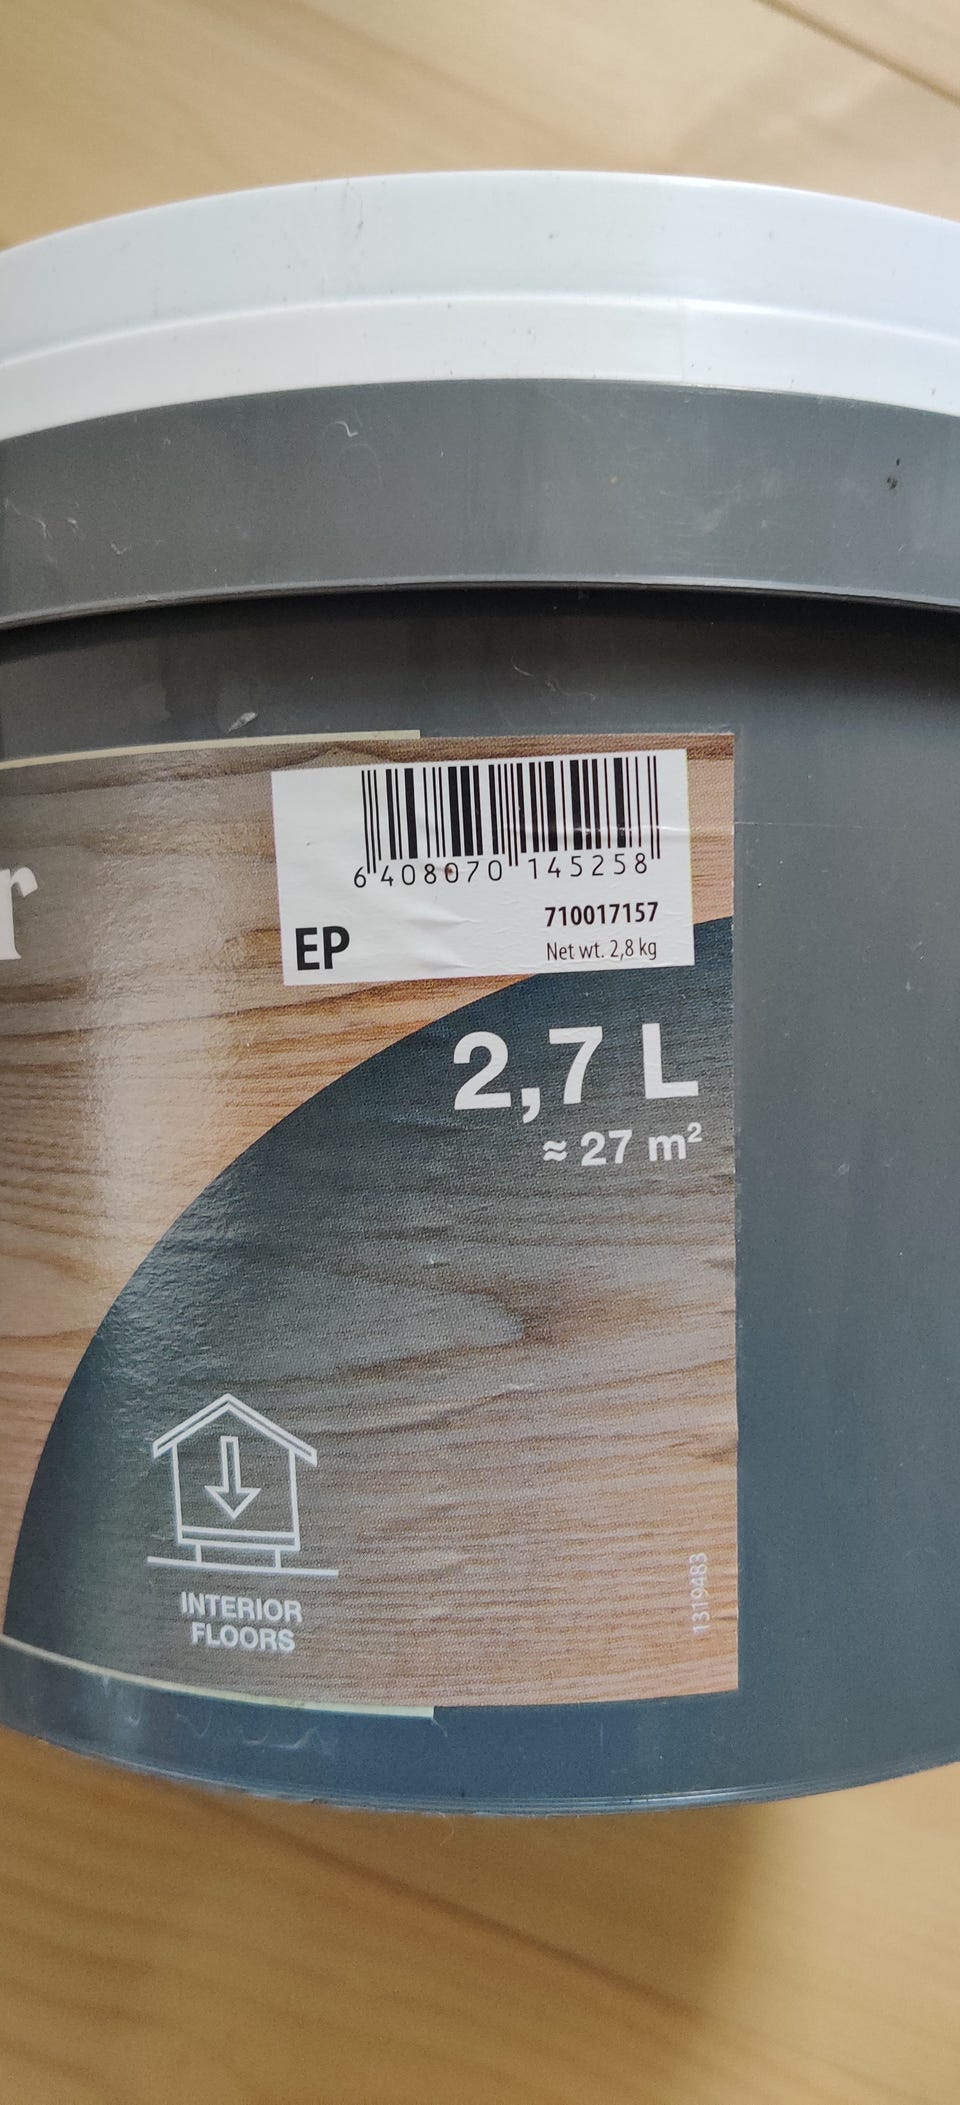 r
6 408070 145258
710017157
EP
Net wt. 2,8 kg
2,7 L
≈ 27 m²
INTERIOR
FLOORS
1319483